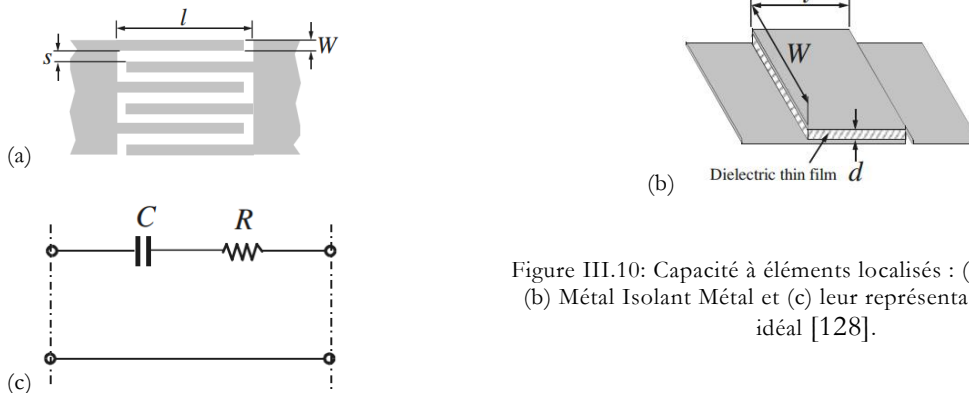 l
W
s
(a)
W
Dielectric thin film d
(b)
C R
(c)
Figure III.10: Capacité à éléments localisés : (
(b) Métal Isolant Métal et (c) leur représenta
idéal [128].